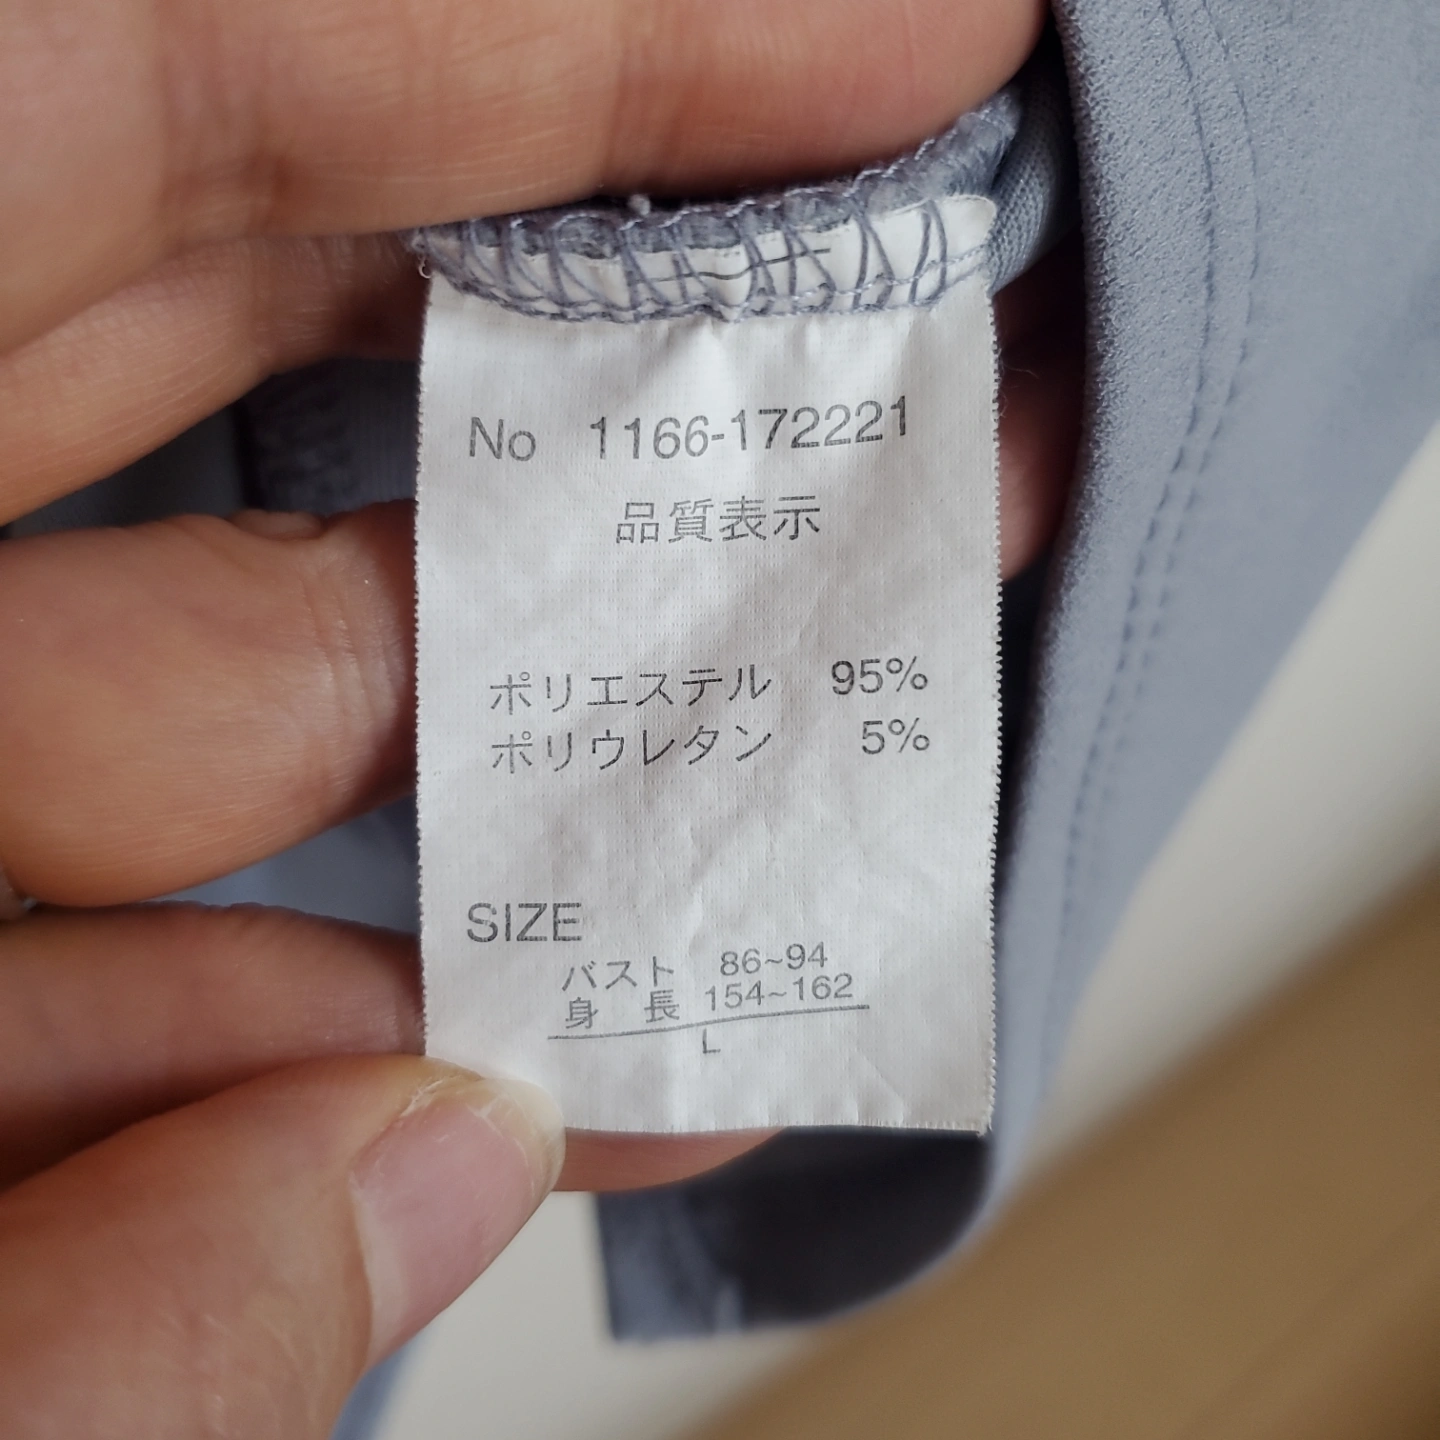 No 1166-172221
品質表示
ポリエステル 95%
ポリウレタン 5%
SIZE
バスト 86~94
身 長 154~162
L